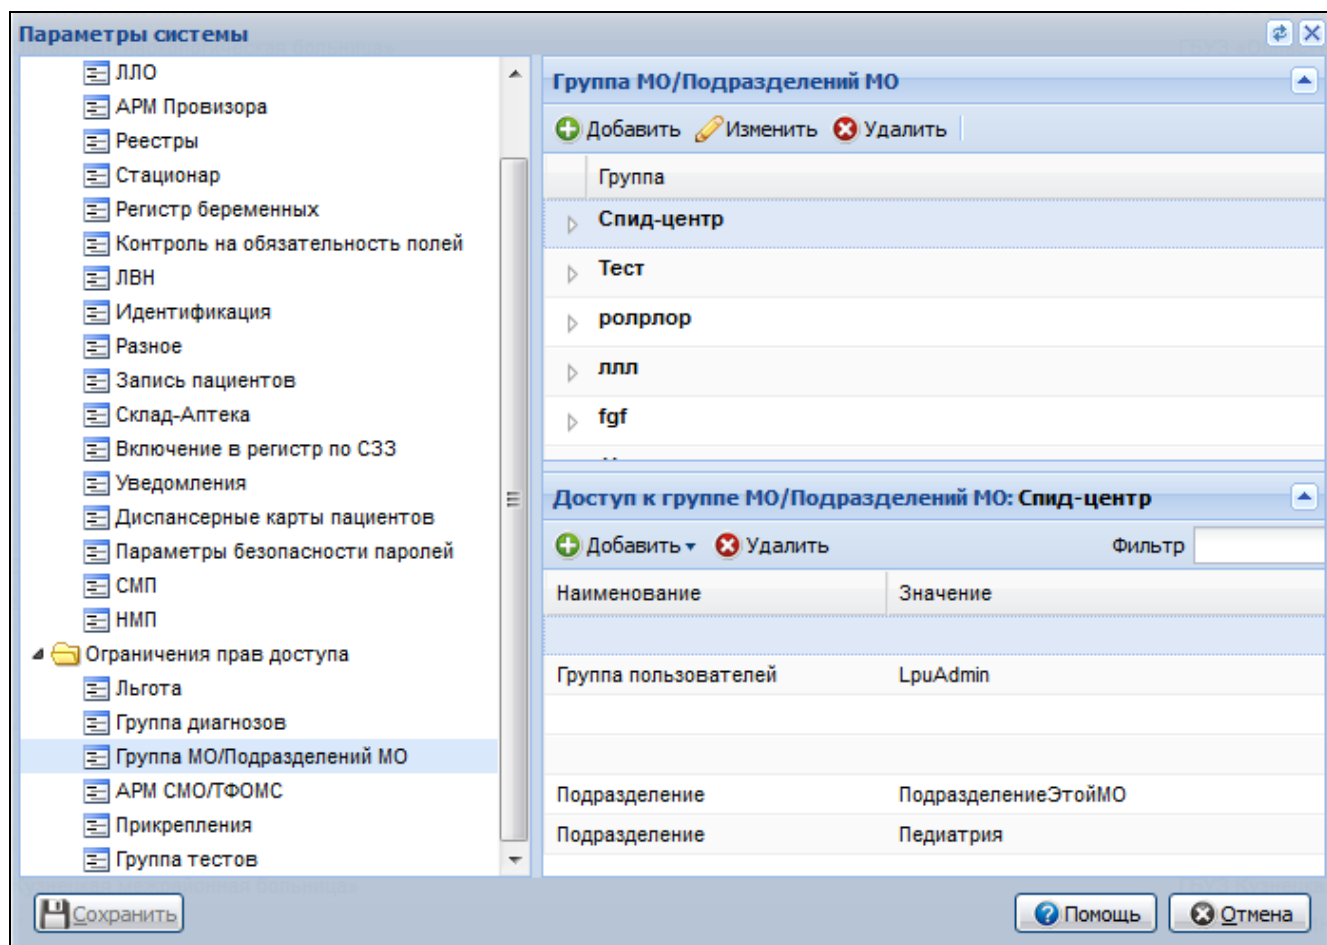 Параметры системы
ЛЛО
АРМ Провизора
Реестры
Стационар
Регистр беременных
Контроль на обязательность полей
ЛВН
Идентификация
Разное
Запись пациентов
Склад-Аптека
Включение в регистр по СЗЗ
Уведомления
Диспансерные карты пациентов
Параметры безопасности паролей
СМП
НМП
Ограничения прав доступа
Льгота
Группа диагнозов
Группа МО/Подразделений МО
АРМ СМО/ТФОМС
Прикрепления
Группа тестов
Группа МО/Подразделений МО
Добавить Изменить Удалить
Группа
Спид-центр
Тест
ролрлор
ллл
fgf
Доступ к группе МО/Подразделений МО: Спид-центр
Добавить Удалить Фильтр
Наименование Значение
Группа пользователей LpuAdmin
Подразделение ПодразделениеЭтойМО
Подразделение Педиатрия
Сохранить Помощь Отмена